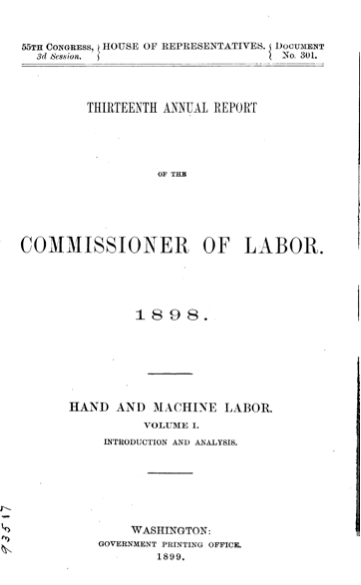 55TH CONGRESS, } HOUSE OF REPRESENTATIVES. { DOCUMENT
3d Session. } { No. 301.
THIRTEENTH ANNUAL REPORT
OF THE
COMMISSIONER OF LABOR.
1898.
HAND AND MACHINE LABOR.
VOLUME I.
INTRODUCTION AND ANALYSIS.
WASHINGTON:
GOVERNMENT PRINTING OFFICE.
1899.
93517